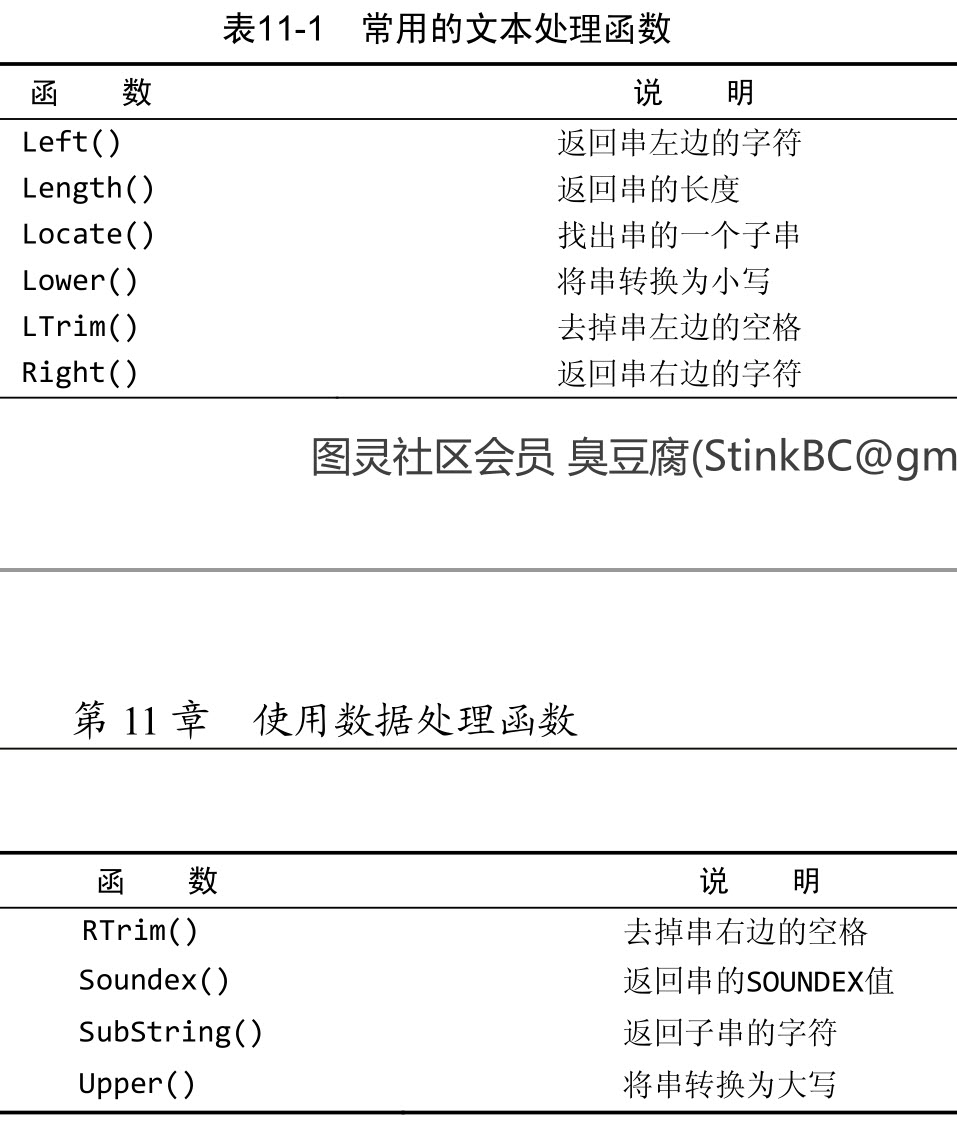 表11-1 常用的文本处理函数
函 数 说 明
Left() 返回串左边的字符
Length() 返回串的长度
Locate() 找出串的一个子串
Lower() 将串转换为小写
LTrim() 去掉串左边的空格
Right() 返回串右边的字符
图灵社区会员 臭豆腐(StinkBC@gm
第 11 章 使用数据处理函数
函 数 说 明
RTrim() 去掉串右边的空格
Soundex() 返回串的SOUNDEX值
SubString() 返回子串的字符
Upper() 将串转换为大写